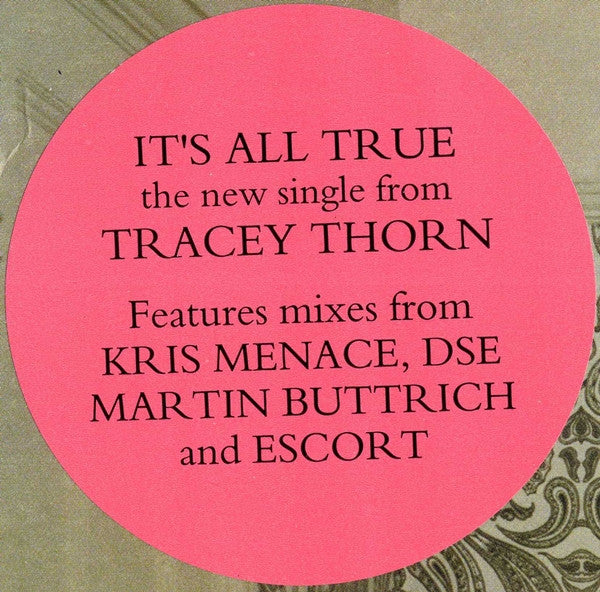 IT'S ALL TRUE
the new single from
TRACEY THORN
Features mixes from
KRIS MENACE, DSE
MARTIN BUTTRICH
and ESCORT